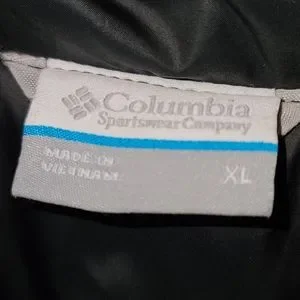 Columbia
Sportswear Company
MADE IN
VIETNAM
XL